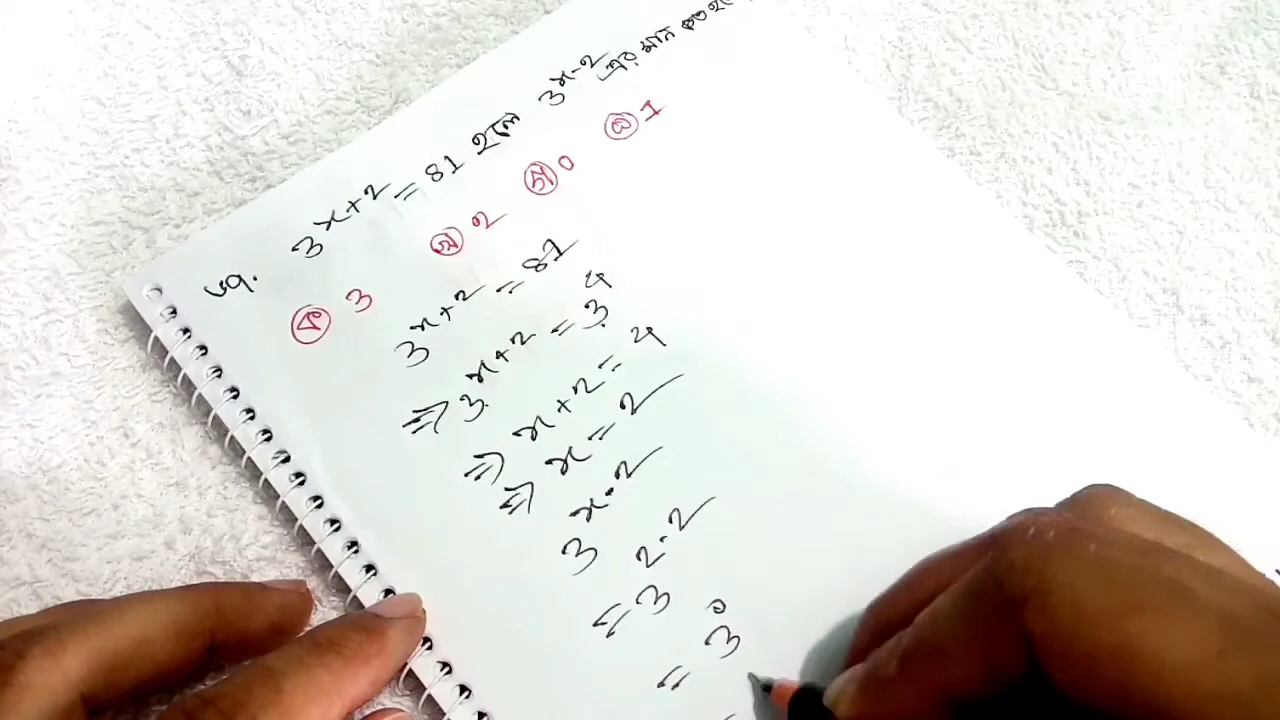 ৬৭. 3^{x+2} = 81 হলে 3^{x-2} এর মান কত
ক 3 খ 2 গ 0 ঘ 1
3^{x+2} = 81
⇒ 3^{x+2} = 3^4
⇒ x+2 = 4
⇒ x = 2
3^{x-2}
= 3^{2-2}
= 3^0